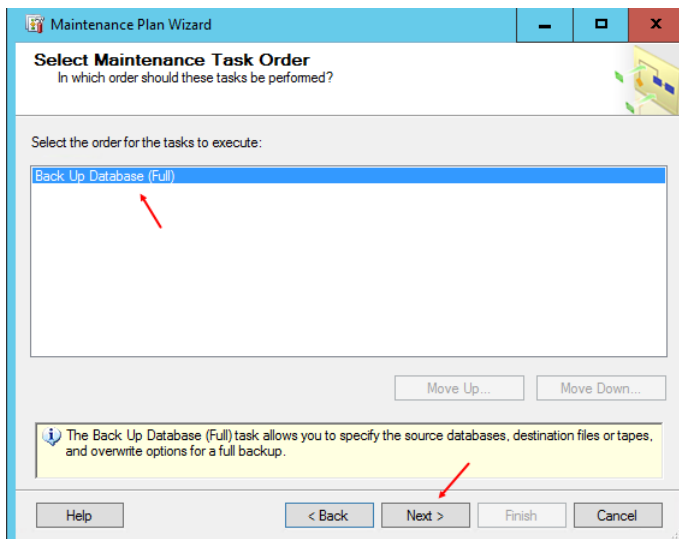 Maintenance Plan Wizard
Select Maintenance Task Order
In which order should these tasks be performed?
Select the order for the tasks to execute:
Back Up Database (Full)
Move Up...
Move Down...
The Back Up Database (Full) task allows you to specify the source databases, destination files or tapes,
and overwrite options for a full backup.
Help
< Back
Next >
Finish
Cancel